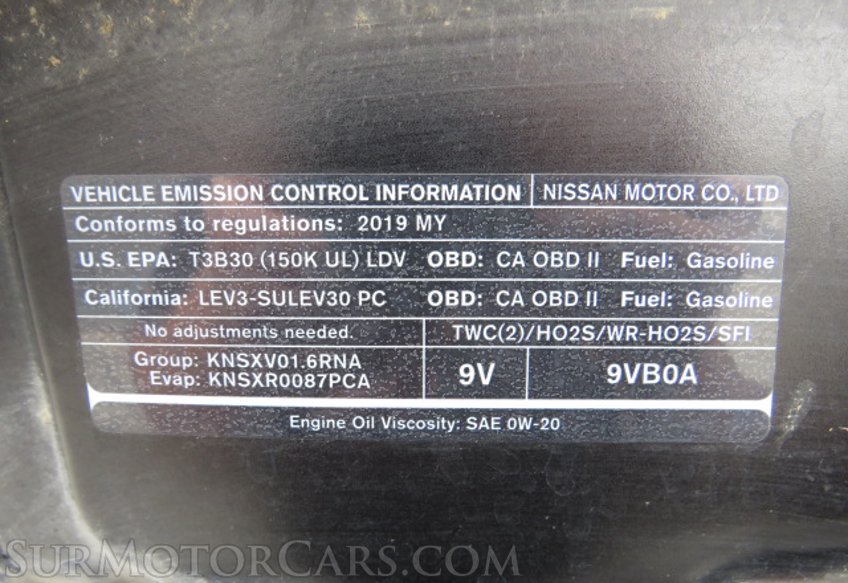 VEHICLE EMISSION CONTROL INFORMATION NISSAN MOTOR CO., LTD
Conforms to regulations: 2019 MY
U.S. EPA: T3B30 (150K UL) LDV OBD: CA OBD II Fuel: Gasoline
California: LEV3-SULEV30 PC OBD: CA OBD II Fuel: Gasoline
No adjustments needed. TWC(2)/HO2S/WR-HO2S/SFI
Group: KNSXV01.6RNA
Evap: KNSXR0087PCA
9V 9VB0A
Engine Oil Viscosity: SAE 0W-20
SurMotorCars.com